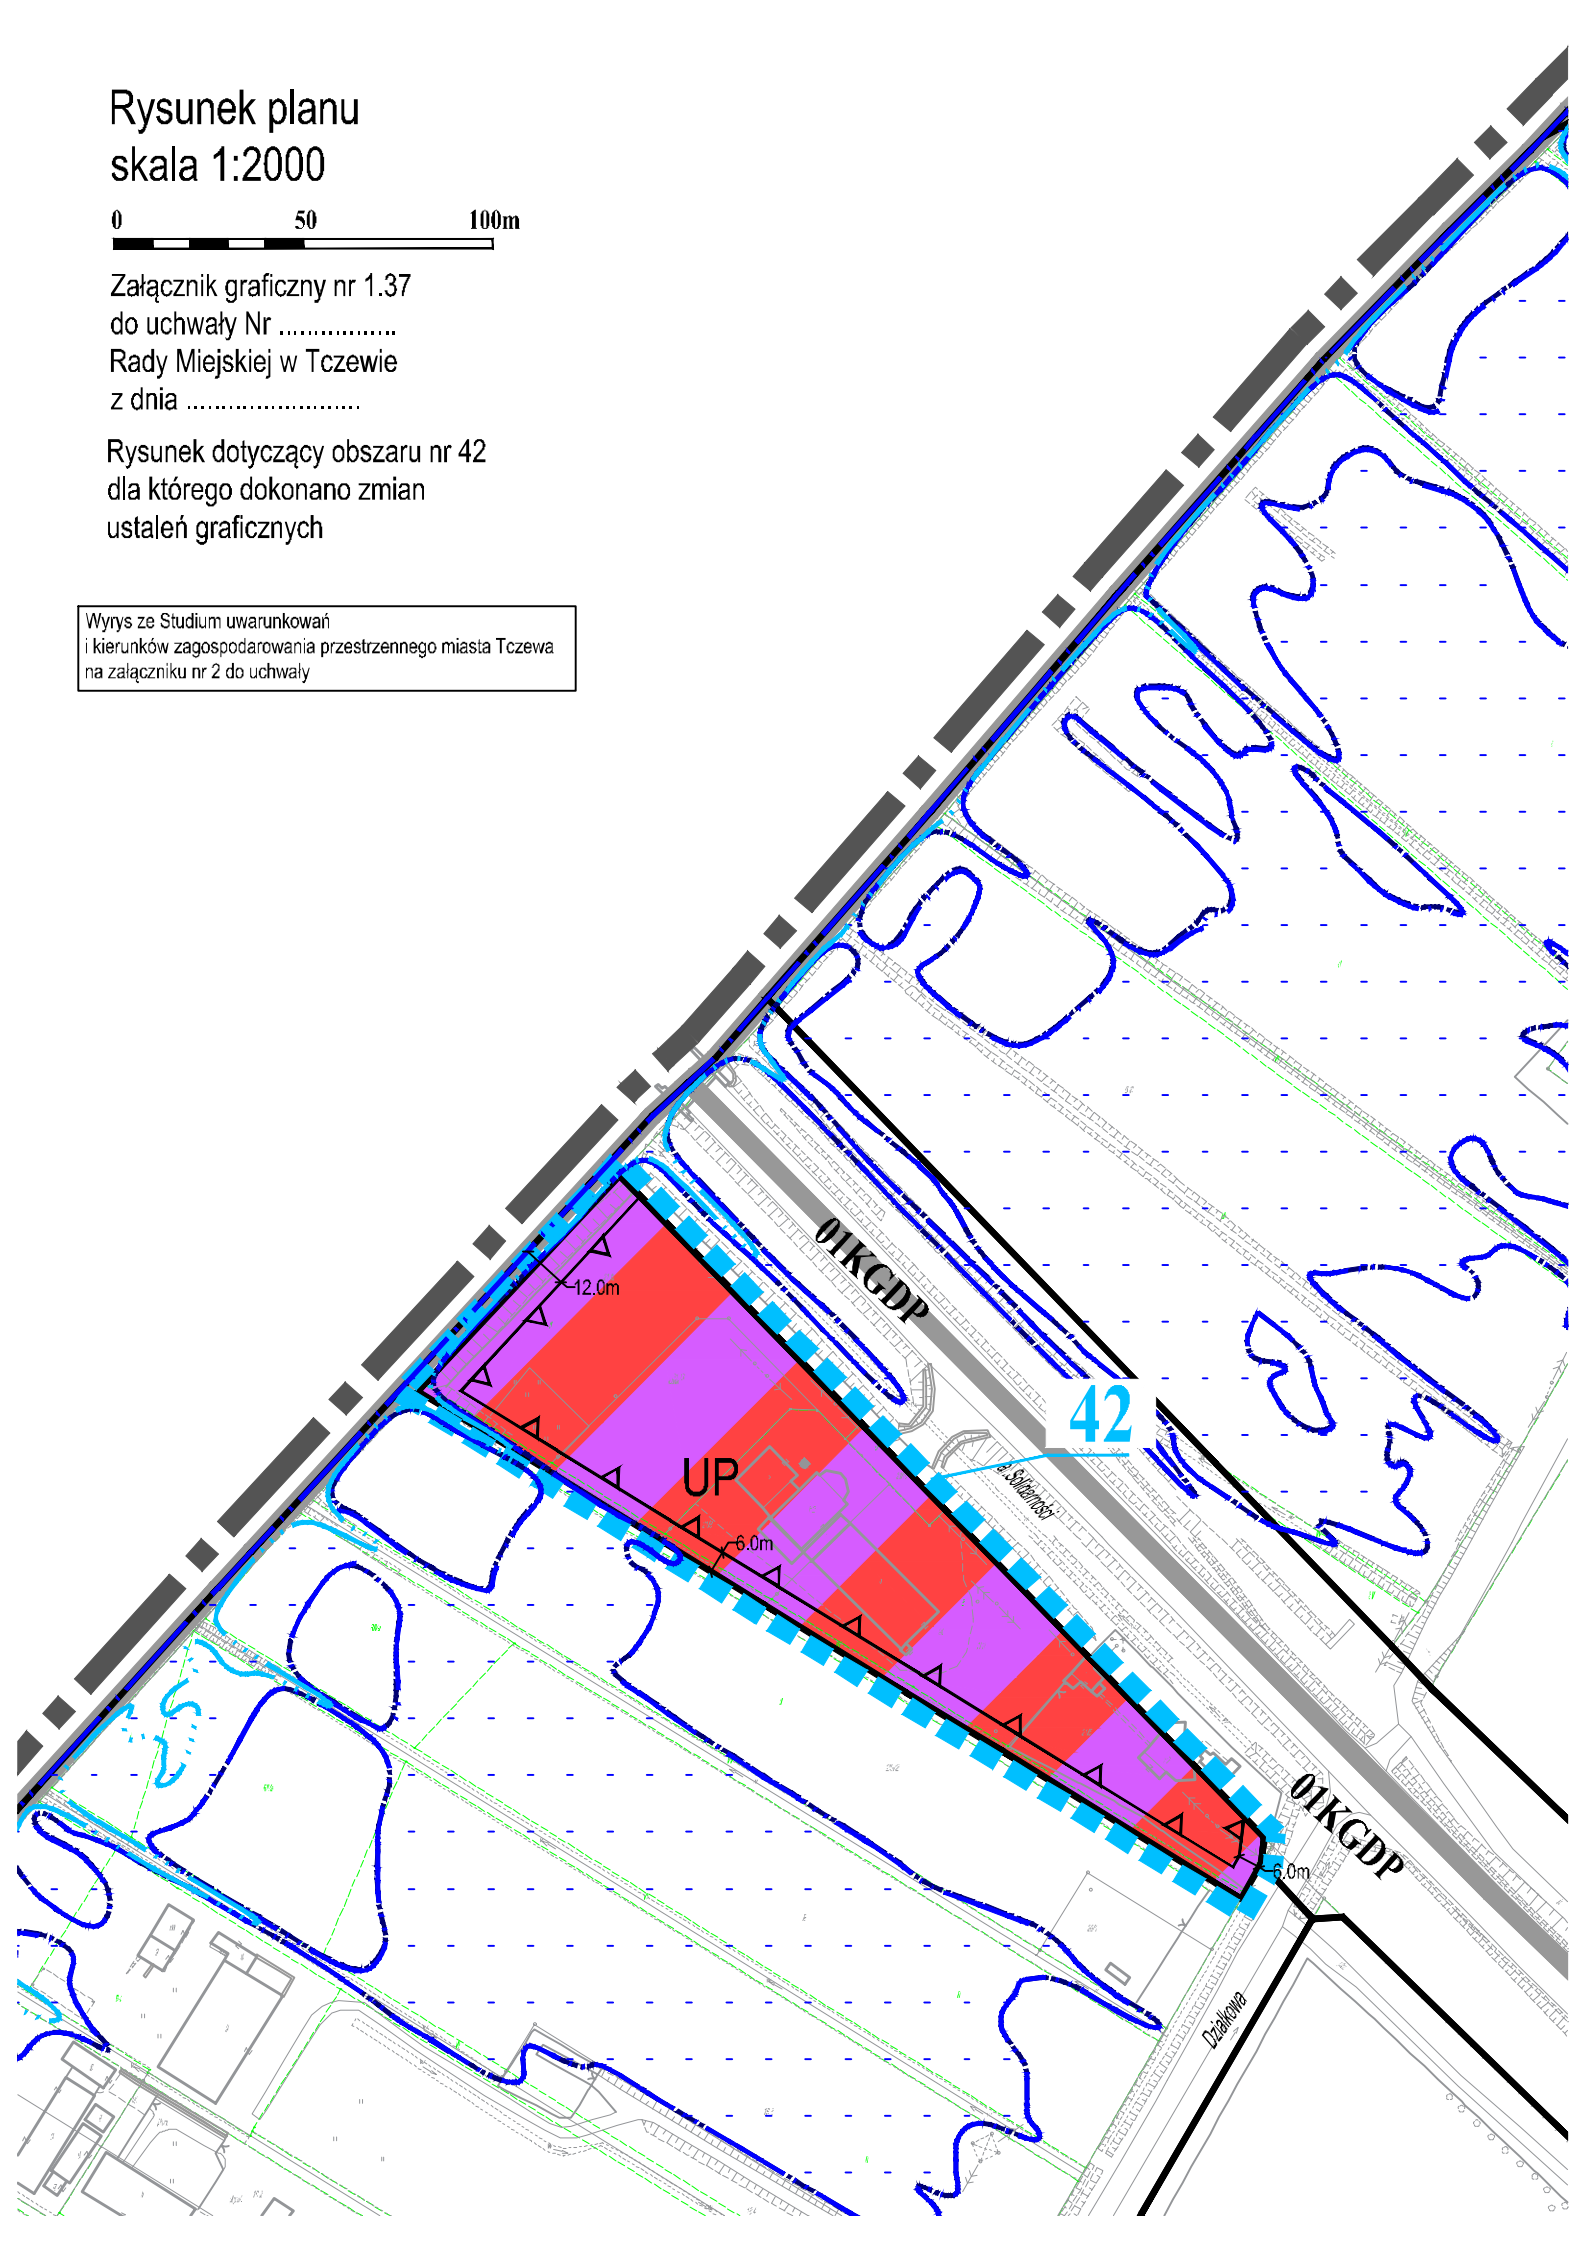 Rysunek planu
skala 1:2000
0 50 100m
Załącznik graficzny nr 1.37
do uchwały Nr .................
Rady Miejskiej w Tczewie
z dnia .........................
Rysunek dotyczący obszaru nr 42
dla którego dokonano zmian
ustaleń graficznych
Wyrys ze Studium uwarunkowań
i kierunków zagospodarowania przestrzennego miasta Tczewa
na załączniku nr 2 do uchwały
01KGDP
12.0m
42
UP
al. Solidarności
6.0m
01KGDP
6.0m
Działkowa